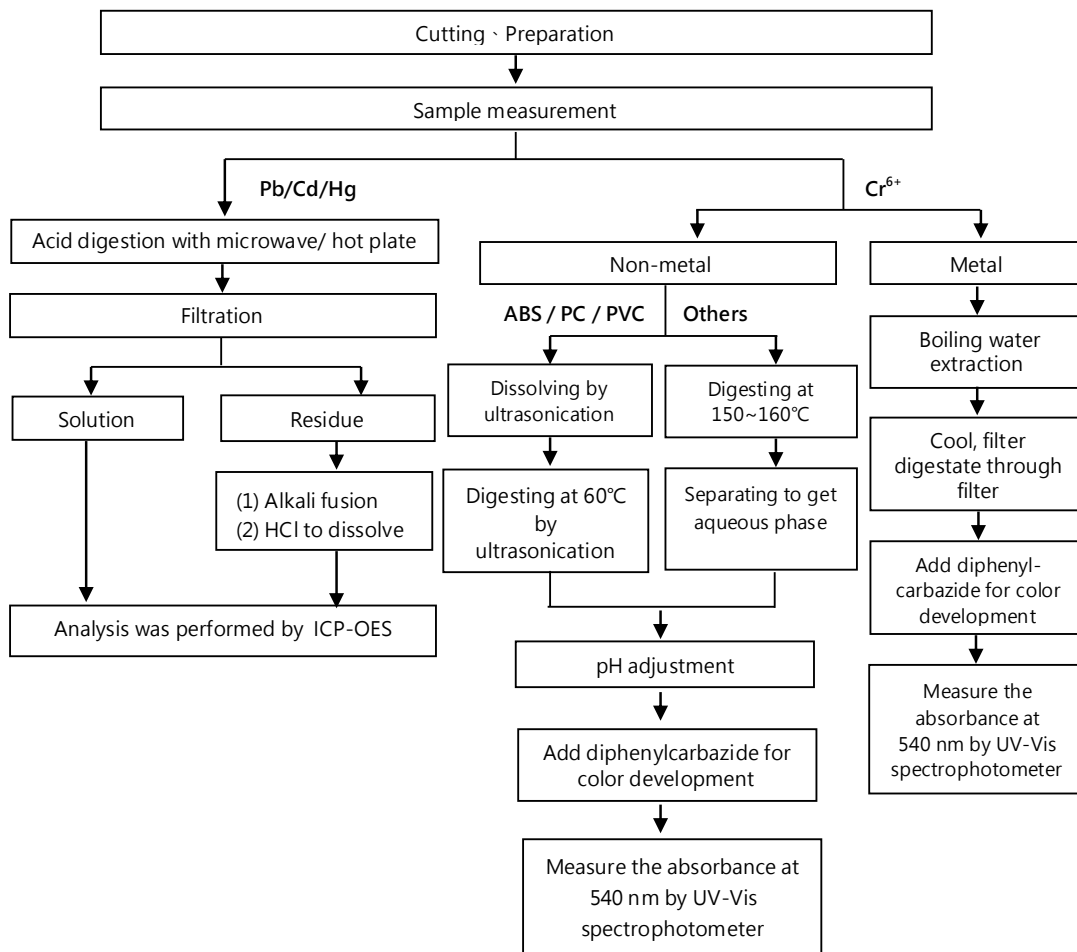 Cutting、Preparation
Sample measurement
Pb/Cd/Hg
Acid digestion with microwave/ hot plate
Filtration
Solution
Residue
(1) Alkali fusion
(2) HCl to dissolve
Analysis was performed by ICP-OES
Cr⁶⁺
Non-metal
ABS / PC / PVC
Others
Dissolving by
ultrasonication
Digesting at 60℃
by
ultrasonication
Digesting at
150~160℃
Separating to get
aqueous phase
pH adjustment
Add diphenylcarbazide for
color development
Measure the absorbance at
540 nm by UV-Vis
spectrophotometer
Metal
Boiling water
extraction
Cool, filter
digestate through
filter
Add diphenyl-
carbazide for color
development
Measure the
absorbance at
540 nm by UV-Vis
spectrophotometer